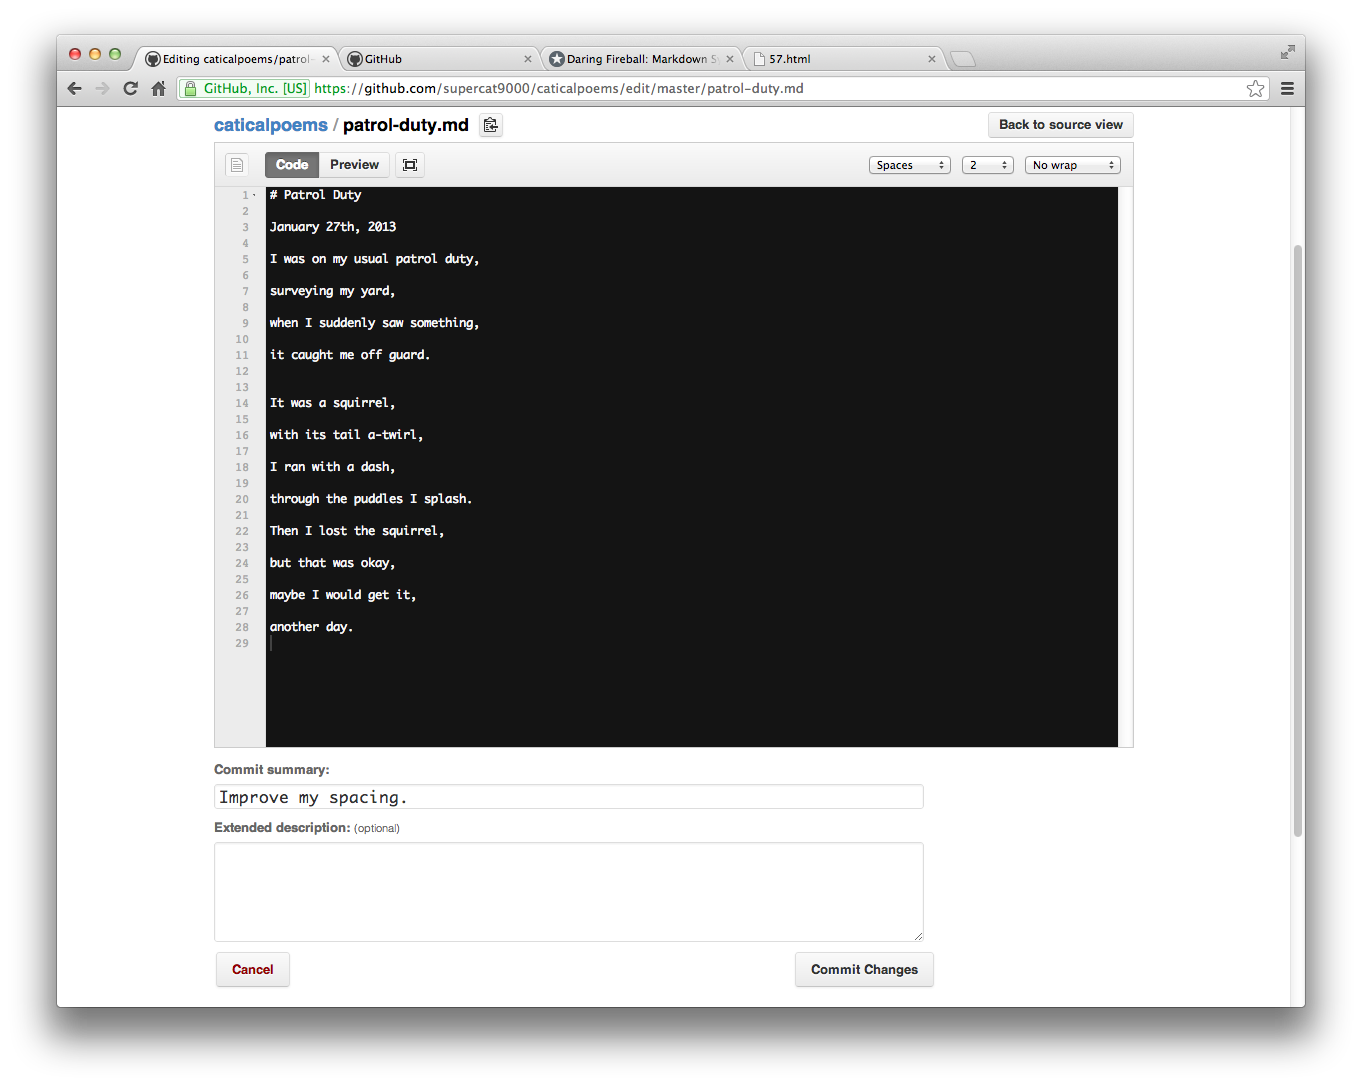 Editing caticalpoems/patrol-
GitHub
Daring Fireball: Markdown S
57.html
GitHub, Inc. [US] https://github.com/supercat9000/caticalpoems/edit/master/patrol-duty.md
caticalpoems / patrol-duty.md
Back to source view
Code
Preview
Spaces
2
No wrap
1 # Patrol Duty
2
3 January 27th, 2013
4
5 I was on my usual patrol duty,
6
7 surveying my yard,
8
9 when I suddenly saw something,
10
11 it caught me off guard.
12
13
14 It was a squirrel,
15
16 with its tail a-twirl,
17
18 I ran with a dash,
19
20 through the puddles I splash.
21
22 Then I lost the squirrel,
23
24 but that was okay,
25
26 maybe I would get it,
27
28 another day.
29
Commit summary:
Improve my spacing.
Extended description: (optional)
Cancel
Commit Changes